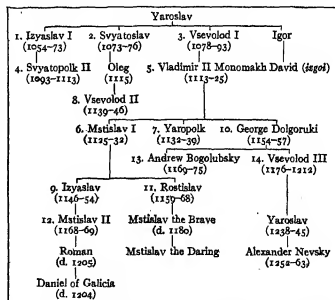 Yaroslav
1. Izyaslav I 2. Svyatoslav 3. Vsevolod I Igor
(1054-73) (1073-76) (1078-93)
4. Svyatopolk II Oleg 5. Vladimir II Monomakh David (izgoi)
(1093-1113) (1115) (1113-25)
8. Vsevolod II
(1139-46)
6. Mstislav I 7. Yaropolk 10. George Dolgoruki
(1125-32) (1132-39) (1154-57)
13. Andrew Bogolubsky 14. Vsevolod III
(1169-75) (1176-1212)
9. Izyaslav 11. Rostislav
(1146-54) (1159-68)
12. Mstislav II Mstislav the Brave Yaroslav
(1168-69) (d. 1180) (1238-45)
Roman Mstislav the Daring Alexander Nevsky
(d. 1205) (1252-63)
Daniel of Galicia
(d. 1204)